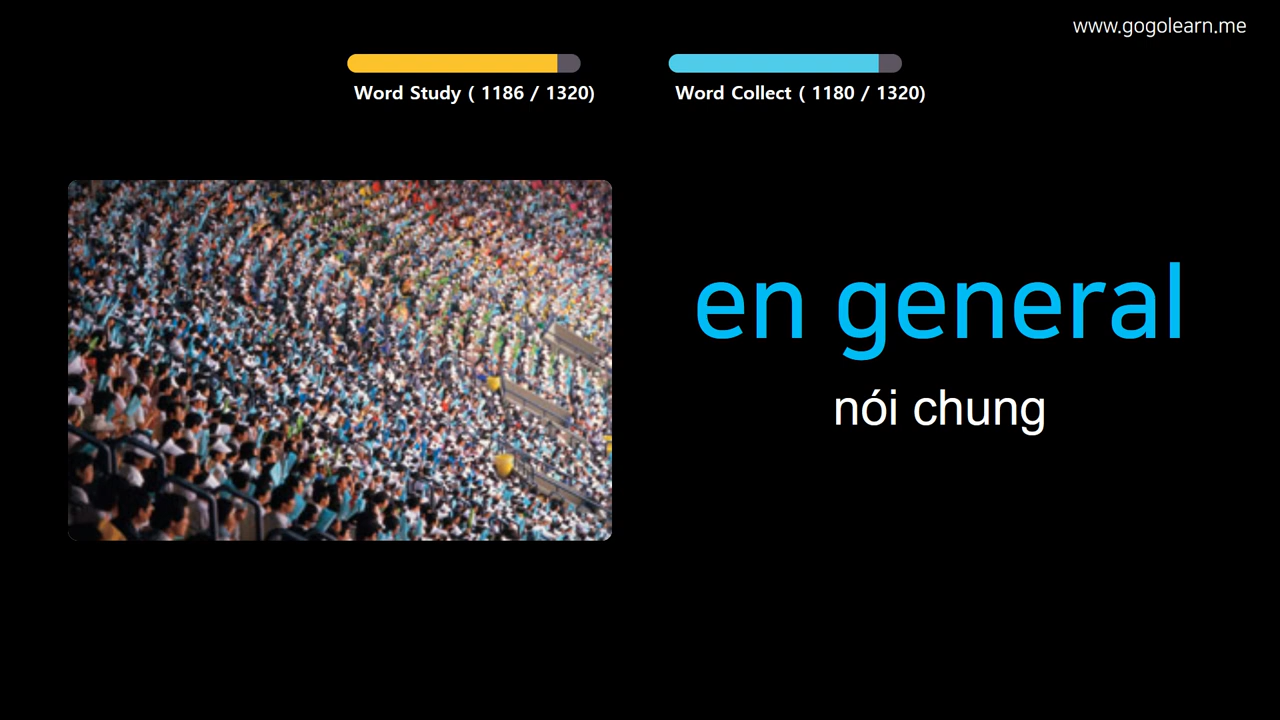 www.gogolearn.me
Word Study ( 1186 / 1320)
Word Collect ( 1180 / 1320)
en general
nói chung